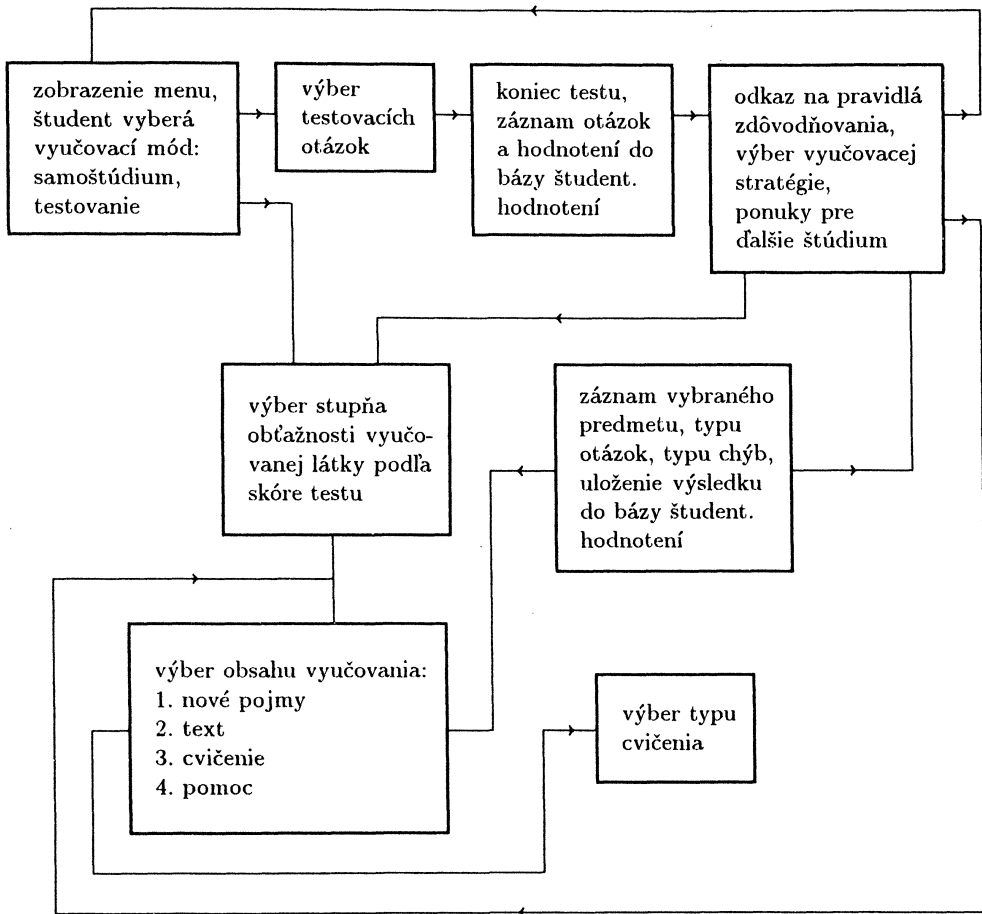 zobrazenie menu,
študent vyberá
vyučovací mód:
samoštúdium,
testovanie
výber
testovacích
otázok
koniec testu,
záznam otázok
a hodnotení do
bázy študent.
hodnotení
odkaz na pravidlá
zdôvodňovania,
výber vyučovacej
stratégie,
ponuky pre
ďalšie štúdium
výber stupňa
obťažnosti vyučo-
vanej látky podľa
skóre testu
záznam vybraného
predmetu, typu
otázok, typu chýb,
uloženie výsledku
do bázy študent.
hodnotení
výber obsahu vyučovania:
1. nové pojmy
2. text
3. cvičenie
4. pomoc
výber typu
cvičenia